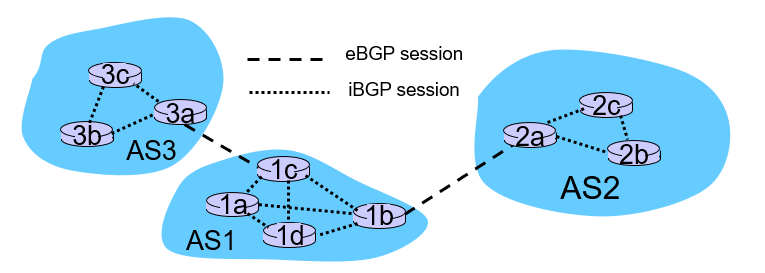 eBGP session
iBGP session
3c
3a
3b
AS3
2c
2a
2b
AS2
1c
1a
1b
1d
AS1